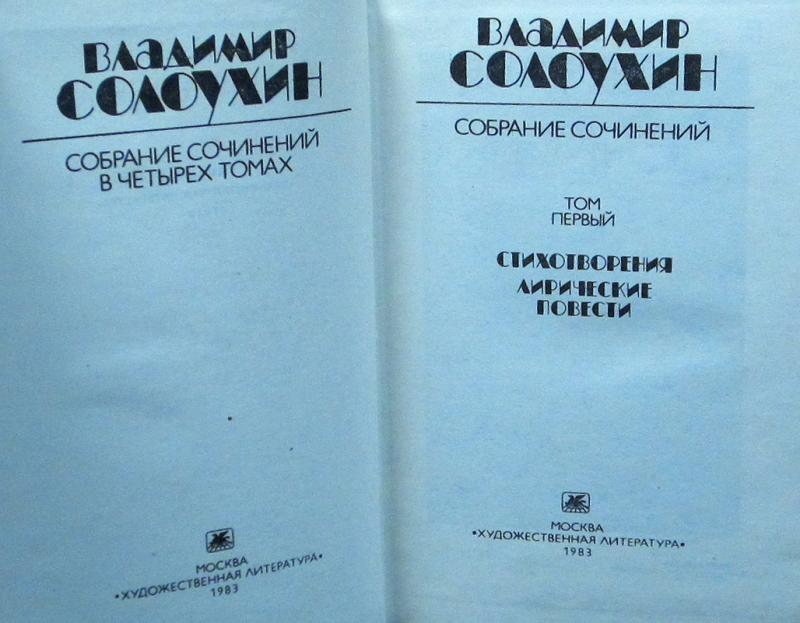 Владимир
Солоухин
СОБРАНИЕ СОЧИНЕНИЙ
В ЧЕТЫРЕХ ТОМАХ
МОСКВА
•ХУДОЖЕСТВЕННАЯ ЛИТЕРАТУРА•
1983
Владимир
Солоухин
СОБРАНИЕ СОЧИНЕНИЙ
ТОМ
ПЕРВЫЙ
СТИХОТВОРЕНИЯ
ЛИРИЧЕСКИЕ
ПОВЕСТИ
МОСКВА
•ХУДОЖЕСТВЕННАЯ ЛИТЕРАТУРА•
1983